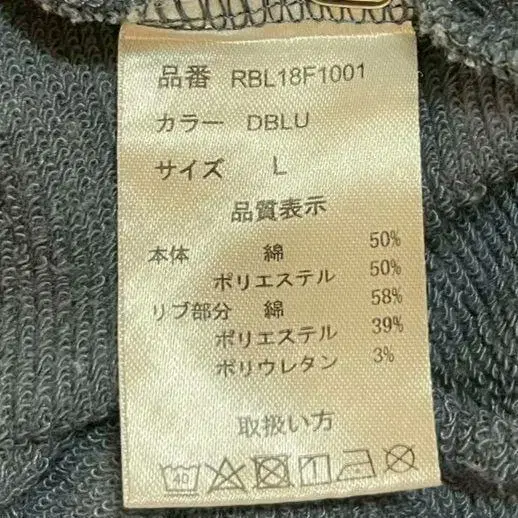 品番 RBL18F1001
カラー DBLU
サイズ L
品質表示
本体 綿 50%
ポリエステル 50%
リブ部分 綿 58%
ポリエステル 39%
ポリウレタン 3%
取扱い方
40